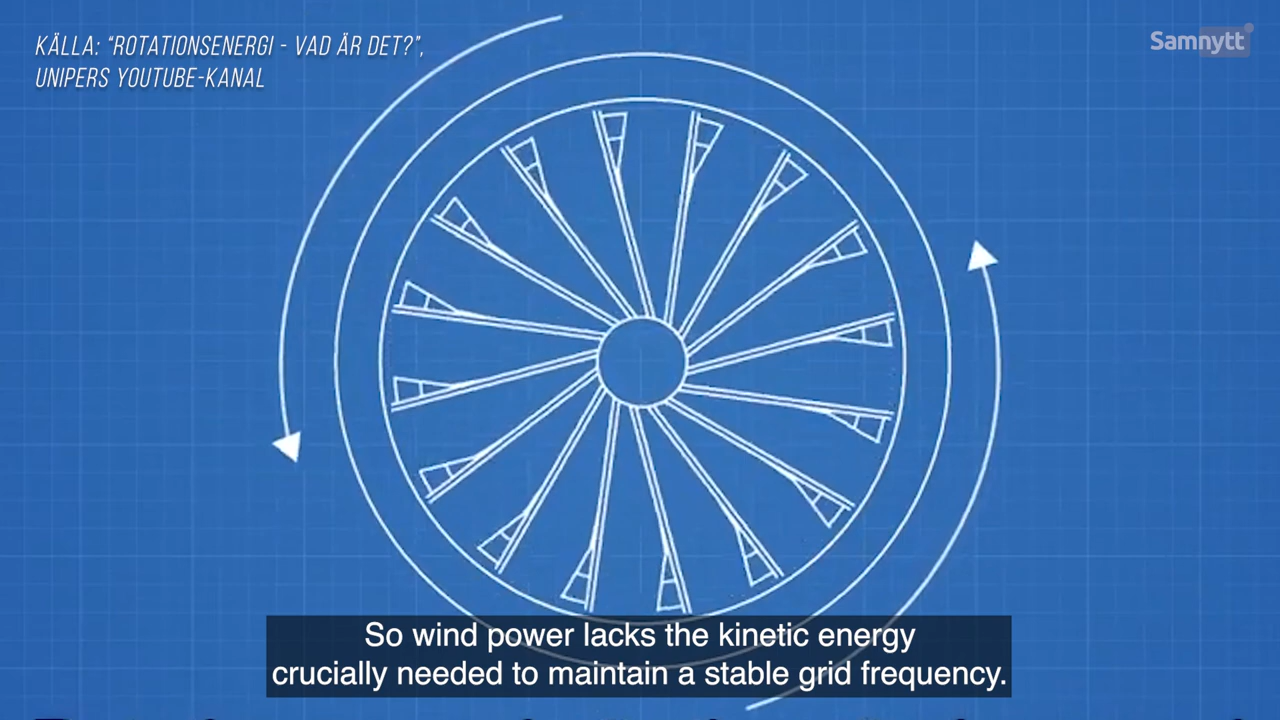 KÄLLA: "ROTATIONSENERGI - VAD ÄR DET?",
UNIPERS YOUTUBE-KANAL
Samnytt
So wind power lacks the kinetic energy
crucially needed to maintain a stable grid frequency.